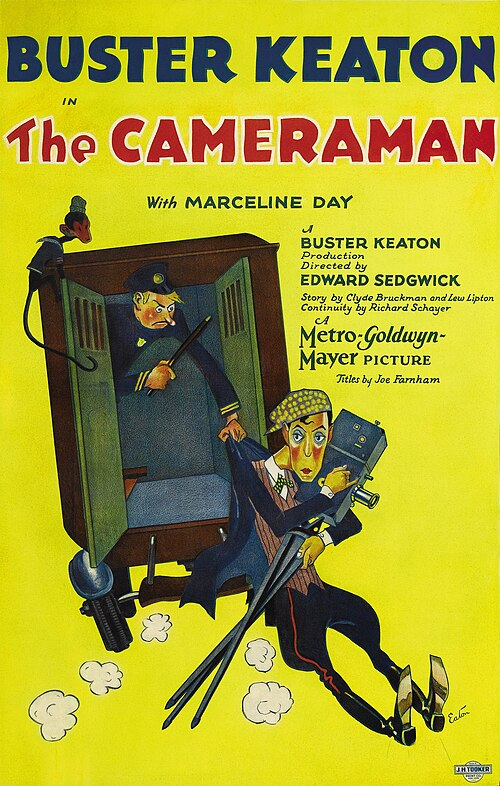 BUSTER KEATON
IN
The CAMERAMAN
With MARCELINE DAY
A
BUSTER KEATON
Production
Directed by
EDWARD SEDGWICK
Story by Clyde Bruckman and Lew Lipton
Continuity by Richard Schayer
A
Metro-Goldwyn-
Mayer PICTURE
Titles by Joe Farnham
Eaton
J.H. TOOKER